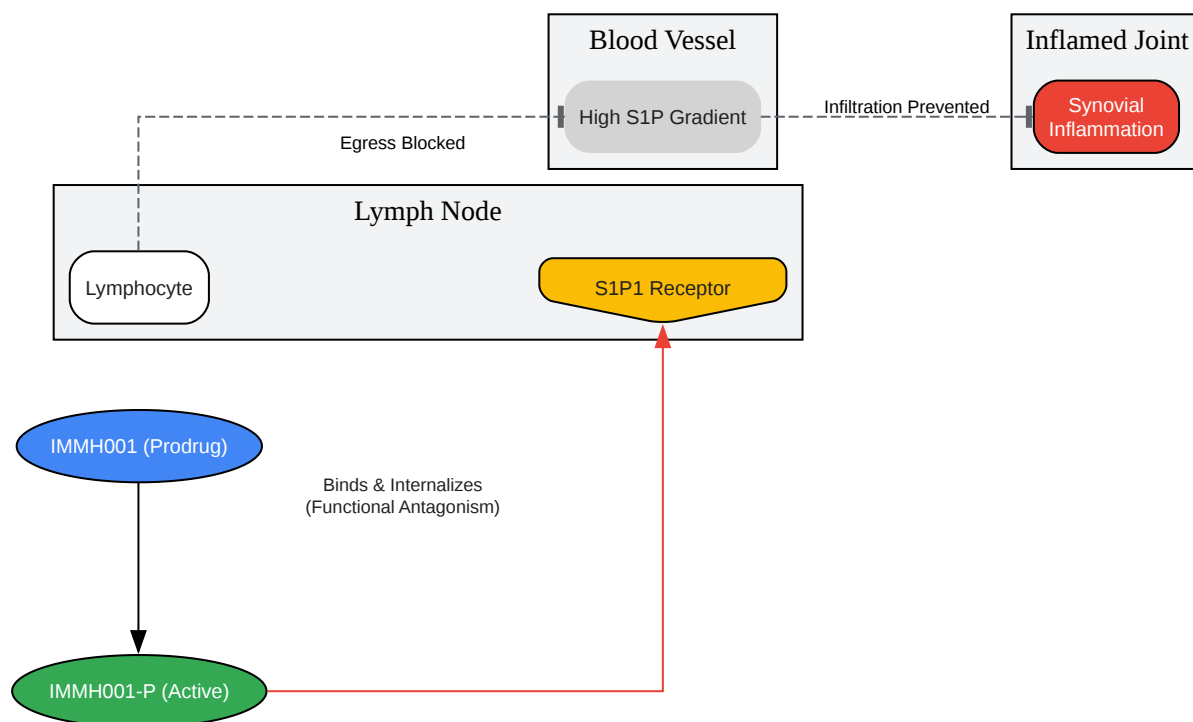 Blood Vessel
Inflamed Joint
High S1P Gradient
Infiltration Prevented
Synovial
Inflammation
Egress Blocked
Lymph Node
Lymphocyte
S1P1 Receptor
IMMH001 (Prodrug)
Binds & Internalizes
(Functional Antagonism)
IMMH001-P (Active)